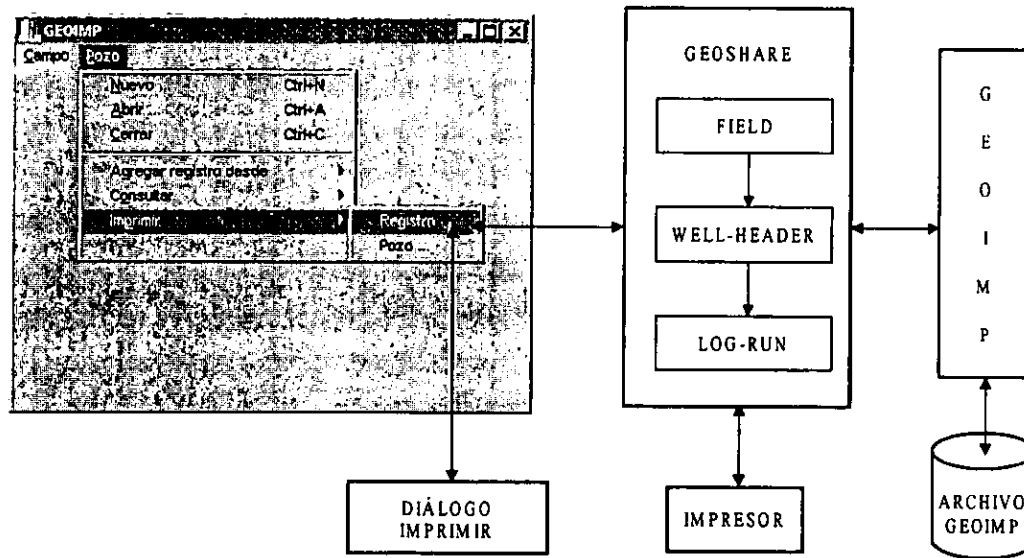 GEOIMP
Campo Pozo
Nuevo Ctrl+N
Abrir... Ctrl+A
Cerrar Ctrl+C
Agregar registro desde
Consultar
Imprimir
Registro...
Pozo ...
GEOSHARE
FIELD
WELL-HEADER
LOG-RUN
G
E
O
I
M
P
DIÁLOGO
IMPRIMIR
IMPRESOR
ARCHIVO
GEOIMP